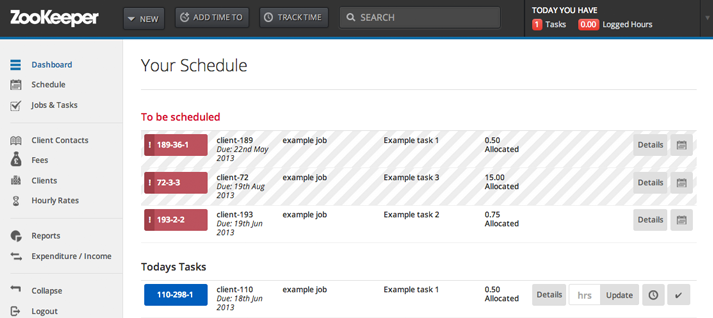 ZooKeeper
NEW
ADD TIME TO
TRACK TIME
SEARCH
TODAY YOU HAVE
1 Tasks 0.00 Logged Hours
Dashboard
Schedule
Jobs & Tasks
Client Contacts
Fees
Clients
Hourly Rates
Reports
Expenditure / Income
Collapse
Logout
Your Schedule
To be scheduled
! 189-36-1 client-189 example job Example task 1 0.50 Details
Due: 22nd May Allocated
2013
! 72-3-3 client-72 example job Example task 3 15.00 Details
Due: 19th Aug Allocated
2013
! 193-2-2 client-193 example job Example task 2 0.75 Details
Due: 19th Jun Allocated
2013
Todays Tasks
110-298-1 client-110 example job Example task 1 0.50 Details hrs Update
Due: 18th Jun Allocated
2013